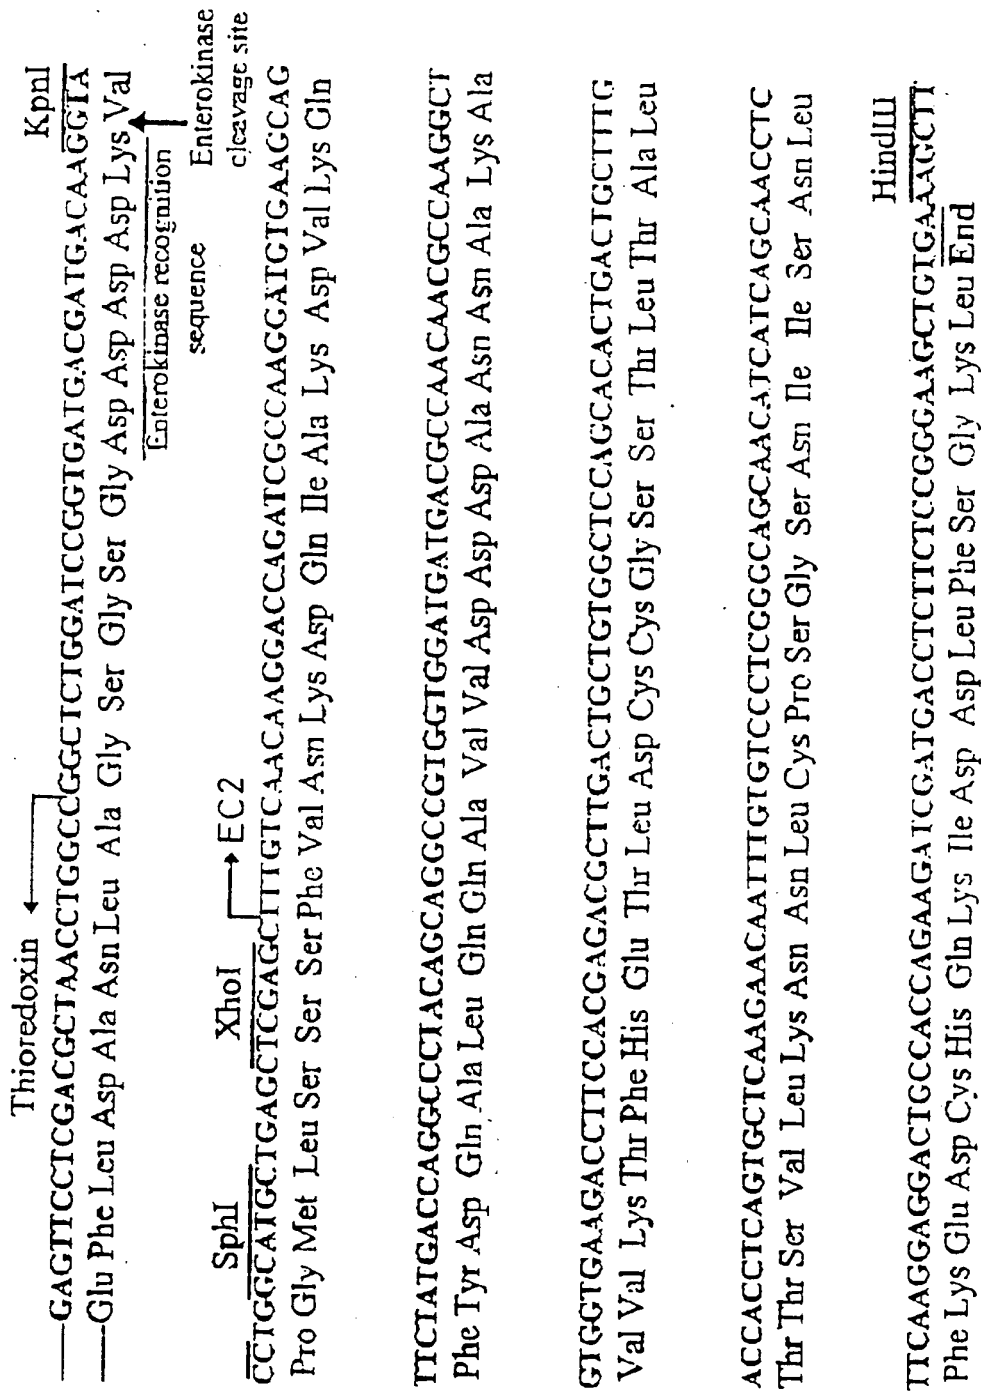 Thioredoxin
KpnI
GAGTTCCTCGACGCTAACCTGGCCGGCTCTGGATCCGGTGATGACGATGACAAGGTA
Glu Phe Leu Asp Ala Asn Leu Ala Gly Ser Gly Ser Gly Asp Asp Asp Asp Lys Val
Enterokinase recognition sequence
Enterokinase cleavage site
SphI XhoI EC2
CCTGGCATGCTGAGCTCGAGCTTTGTCAACAAGGACCAGATCGCCAAGGATGTGAAGCAG
Pro Gly Met Leu Ser Ser Ser Phe Val Asn Lys Asp Gln Ile Ala Lys Asp Val Lys Gln
TTCTATGACCAGGCCCTACAGCAGGCCGTGGTGGATGATGACGCCAACAACGCCAAGGCT
Phe Tyr Asp Gln Ala Leu Gln Gln Ala Val Val Asp Asp Asp Ala Asn Asn Ala Lys Ala
GTGGTGAAGACCTTCCACGAGACGCTTGACTGCTGTGGCTCCAGCACACTGACTGCTTTG
Val Val Lys Thr Phe His Glu Thr Leu Asp Cys Cys Gly Ser Ser Thr Leu Thr Ala Leu
ACCACCTCAGTGCTCAAGAACAATTTGTGTCCCTCGGGCAGCAACATCATCAGCAACCTC
Thr Thr Ser Val Leu Lys Asn Asn Leu Cys Pro Ser Gly Ser Asn Ile Ile Ser Asn Leu
HindIII
TTCAAGGAGGACTGCCACCAGAAGATCGATGACCTCTTCTCCGGGAAGCTGTGAAAGCTT
Phe Lys Glu Asp Cys His Gln Lys Ile Asp Asp Leu Phe Ser Gly Lys Leu End